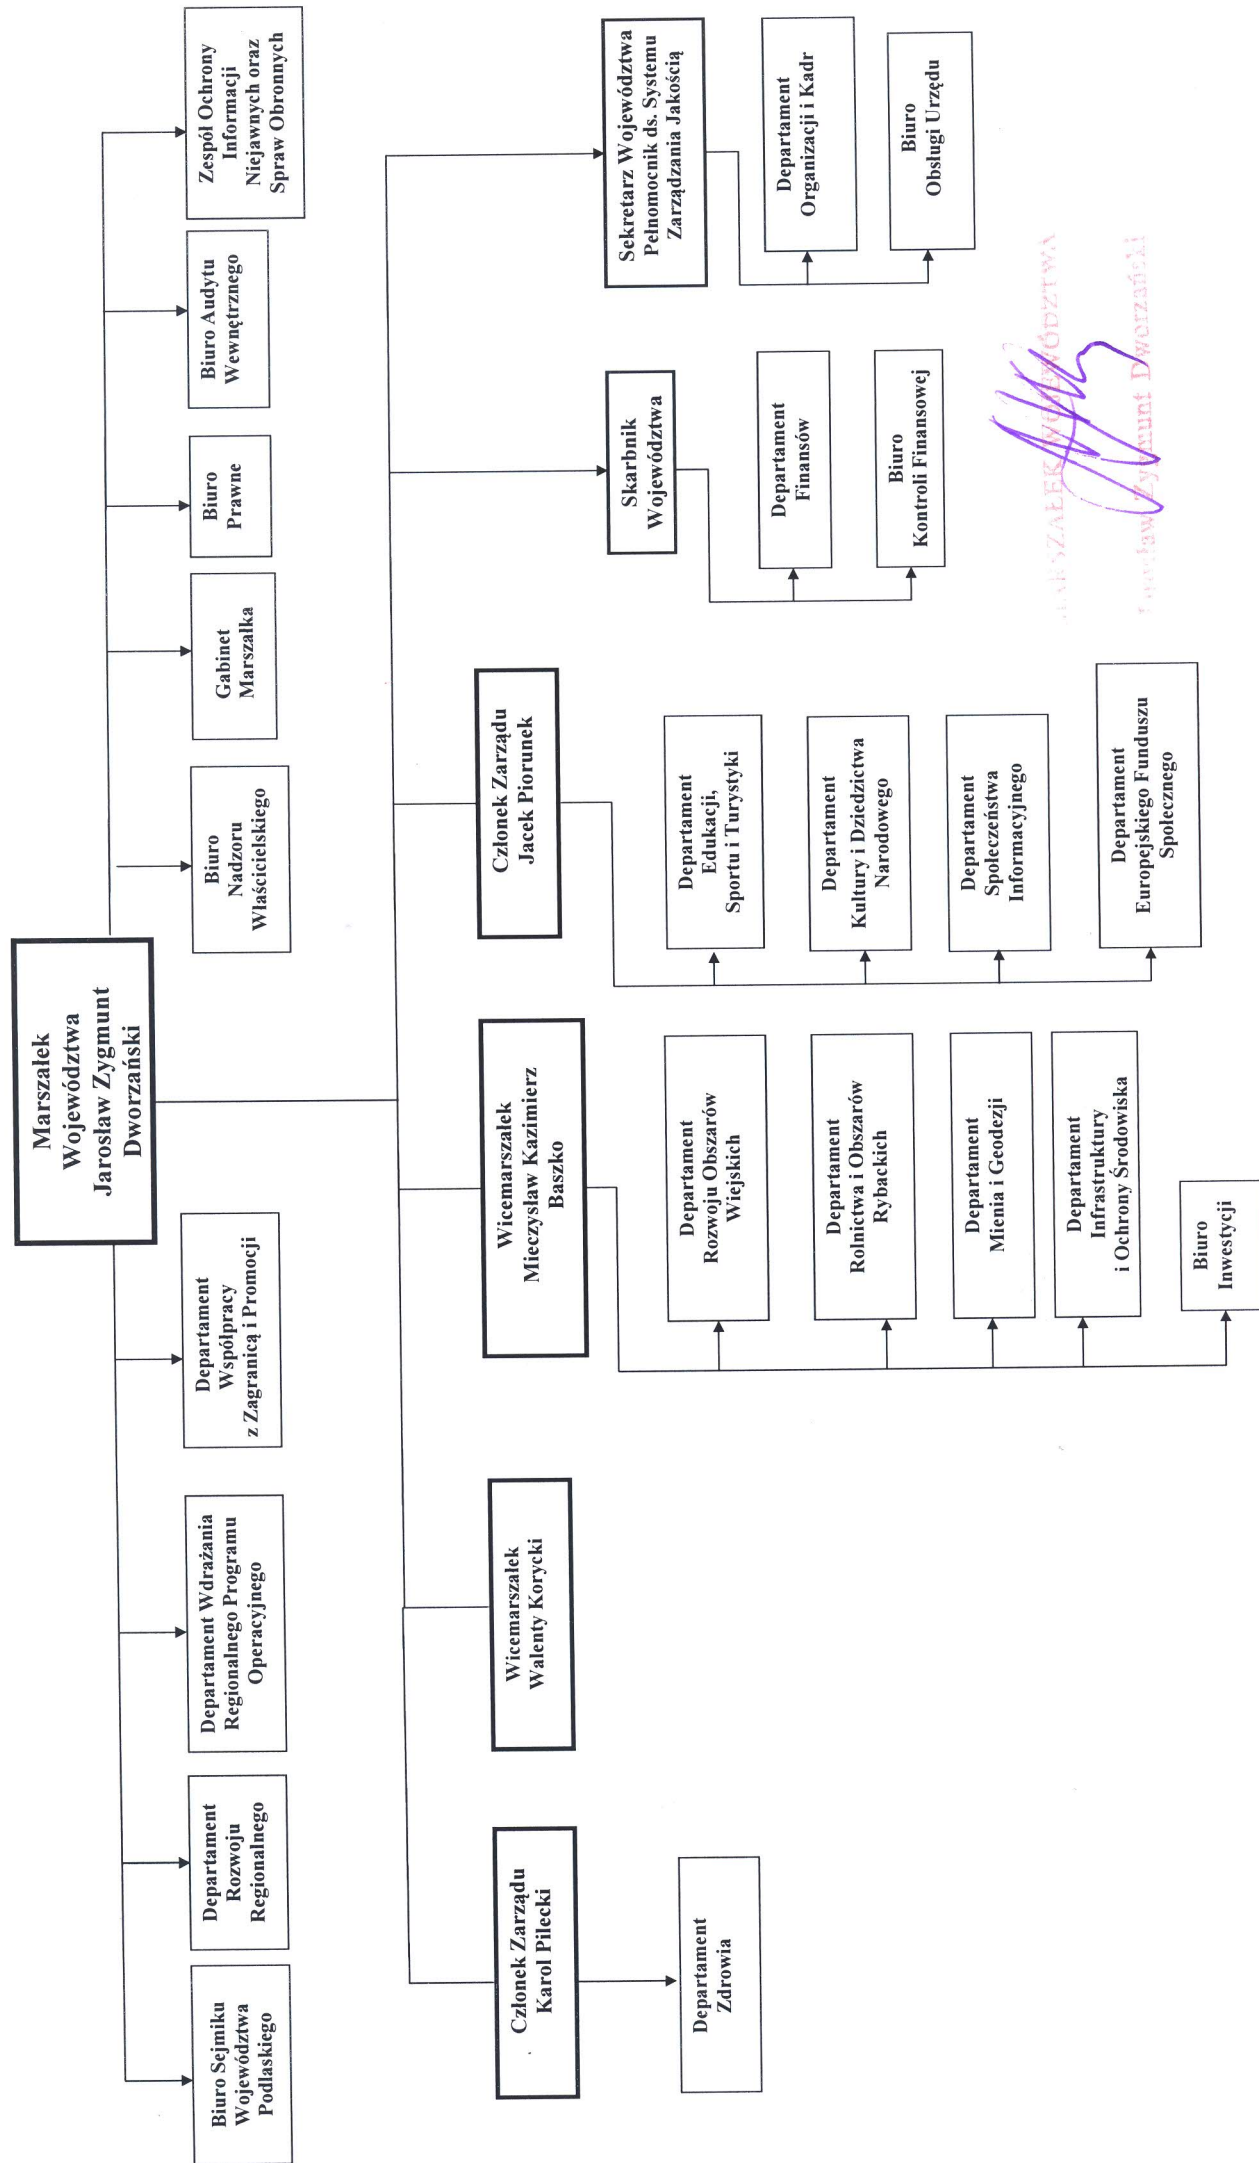 Marszałek
Województwa
Jarosław Zygmunt
Dworzański
Biuro Sejmiku
Województwa
Podlaskiego
Departament
Rozwoju
Regionalnego
Departament Wdrażania
Regionalnego Programu
Operacyjnego
Departament
Współpracy
z Zagranicą i Promocji
Biuro
Nadzoru
Właścicielskiego
Gabinet
Marszałka
Biuro
Prawne
Biuro Audytu
Wewnętrznego
Zespół Ochrony
Informacji
Niejawnych oraz
Spraw Obronnych
Członek Zarządu
Karol Pilecki
Departament
Zdrowia
Wicemarszałek
Walenty Korycki
Wicemarszałek
Mieczysław Kazimierz
Baszko
Departament
Rozwoju Obszarów
Wiejskich
Departament
Rolnictwa i Obszarów
Rybackich
Departament
Mienia i Geodezji
Departament
Infrastruktury
i Ochrony Środowiska
Biuro
Inwestycji
Członek Zarządu
Jacek Piorunek
Departament
Edukacji,
Sportu i Turystyki
Departament
Kultury i Dziedzictwa
Narodowego
Departament
Społeczeństwa
Informacyjnego
Departament
Europejskiego Funduszu
Społecznego
Skarbnik
Województwa
Departament
Finansów
Biuro
Kontroli Finansowej
Sekretarz Województwa
Pełnomocnik ds. Systemu
Zarządzania Jakością
Departament
Organizacji i Kadr
Biuro
Obsługi Urzędu
MARSZAŁEK WOJEWÓDZTWA
Jarosław Zygmunt Dworzański